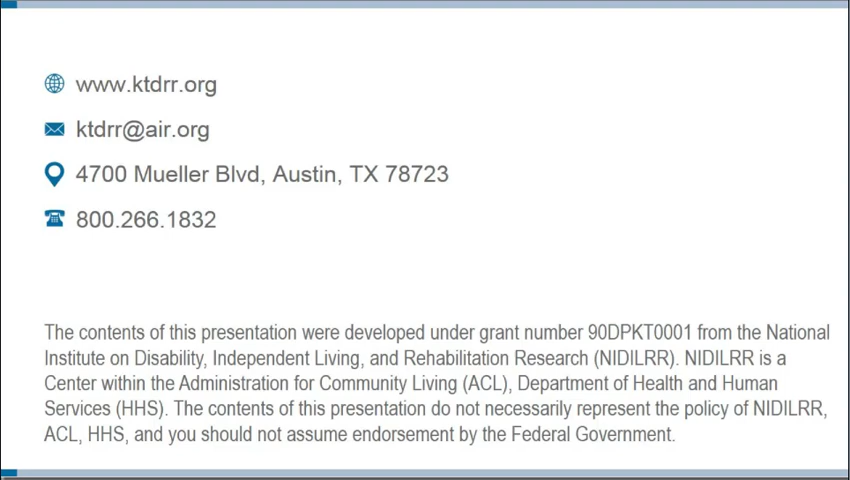 www.ktdrr.org
ktdrr@air.org
4700 Mueller Blvd, Austin, TX 78723
800.266.1832
The contents of this presentation were developed under grant number 90DPKT0001 from the National
Institute on Disability, Independent Living, and Rehabilitation Research (NIDILRR). NIDILRR is a
Center within the Administration for Community Living (ACL), Department of Health and Human
Services (HHS). The contents of this presentation do not necessarily represent the policy of NIDILRR,
ACL, HHS, and you should not assume endorsement by the Federal Government.